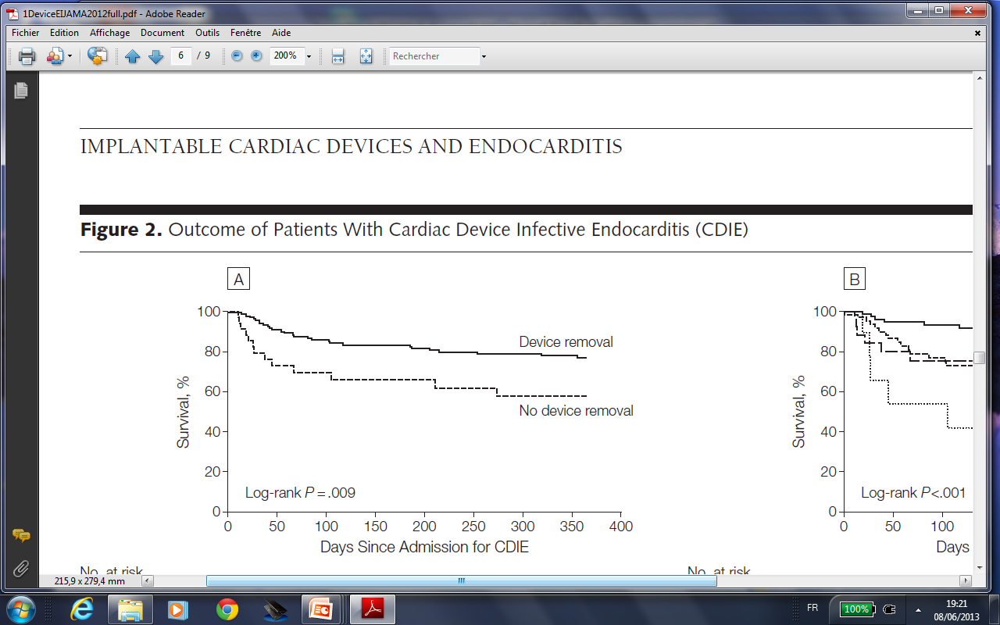 1DeviceEIJAMA2012full.pdf - Adobe Reader
Fichier Edition Affichage Document Outils Fenêtre Aide
6 / 9 200% Rechercher
IMPLANTABLE CARDIAC DEVICES AND ENDOCARDITIS
Figure 2. Outcome of Patients With Cardiac Device Infective Endocarditis (CDIE)
A
100
80
60
40
20
0
Survival, %
Device removal
No device removal
Log-rank P = .009
0 50 100 150 200 250 300 350 400
Days Since Admission for CDIE
No. at risk
B
100
80
60
40
20
0
Survival, %
Log-rank P<.001
0 50 100
Days
No. at risk
215,9 x 279,4 mm
FR 100% 19:21
08/06/2013